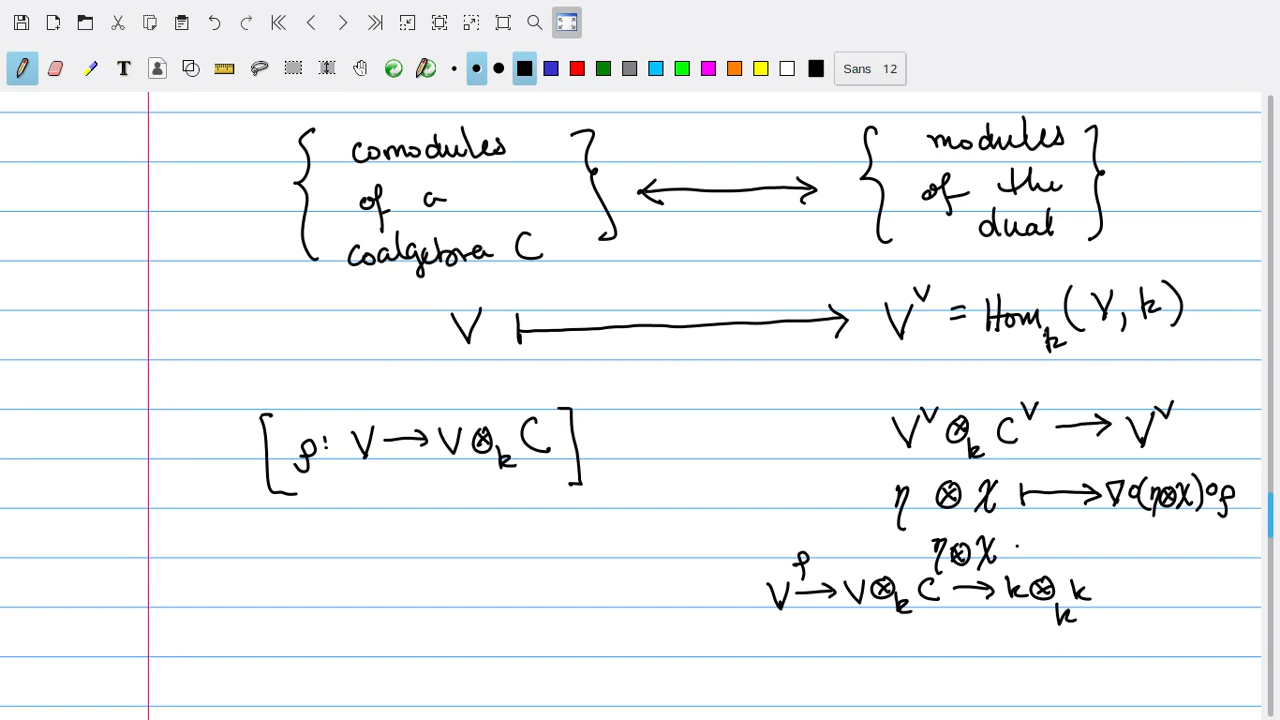 Sans 12
{ comodules of a coalgebra C } ⟷ { modules of the dual }
V ⟼ V^∨ = Hom_k (V, k)
[ρ: V → V ⊗_k C]
V^∨ ⊗_k C^∨ → V^∨
η ⊗ χ ⟼ ∇∘(η⊗χ)∘ρ
η⊗χ
V →^ρ V ⊗_k C → k ⊗_k k